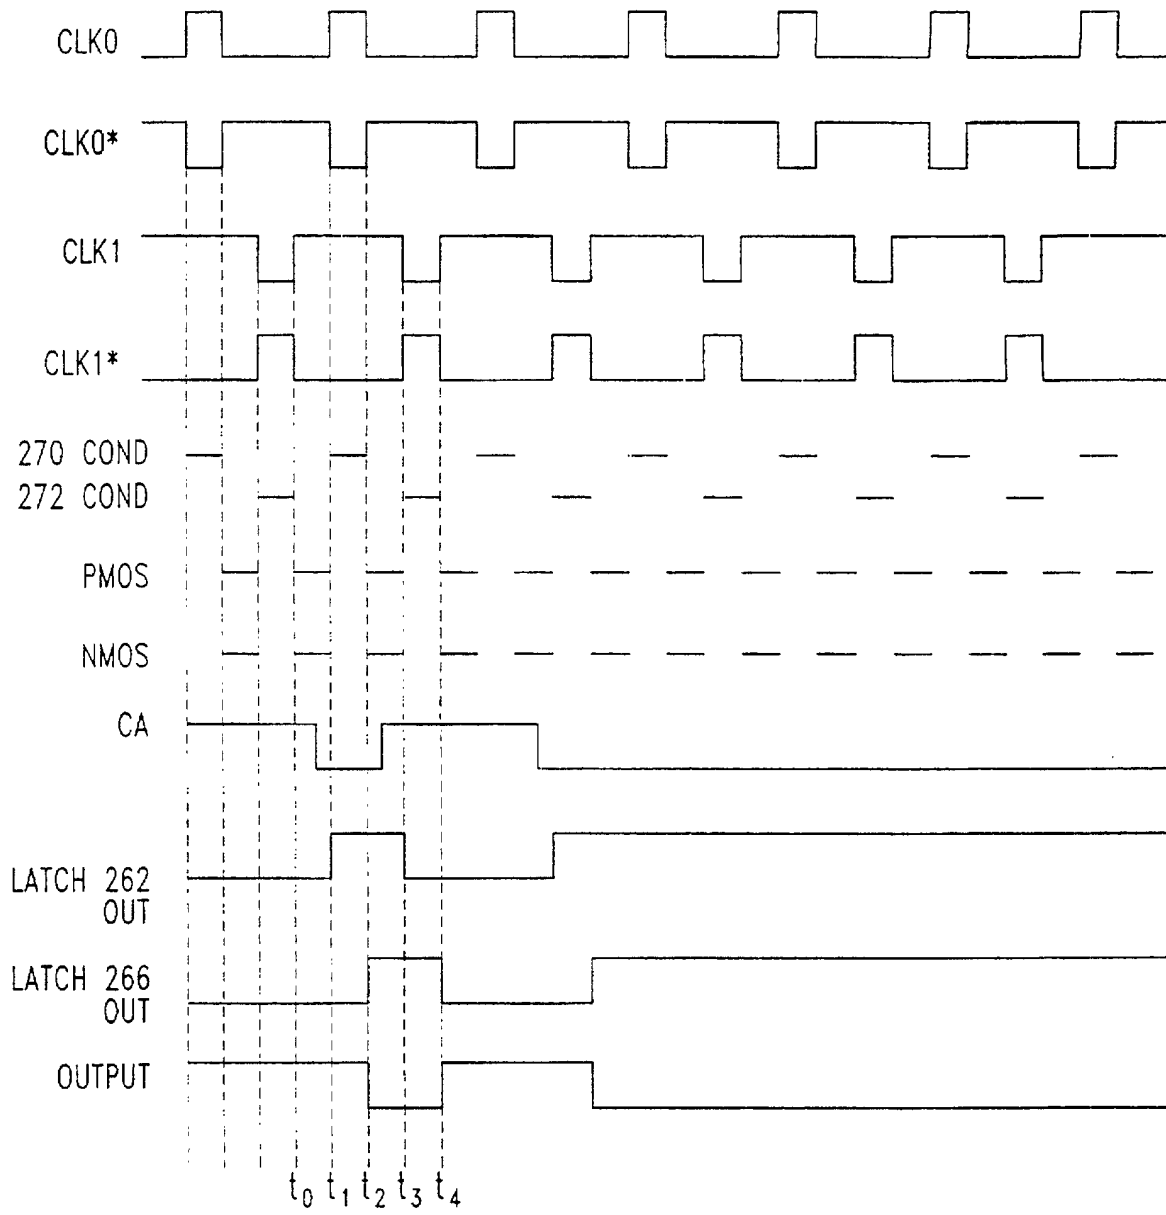 CLK0
CLK0*
CLK1
CLK1*
270 COND
272 COND
PMOS
NMOS
CA
LATCH 262
OUT
LATCH 266
OUT
OUTPUT
t0 t1 t2 t3 t4